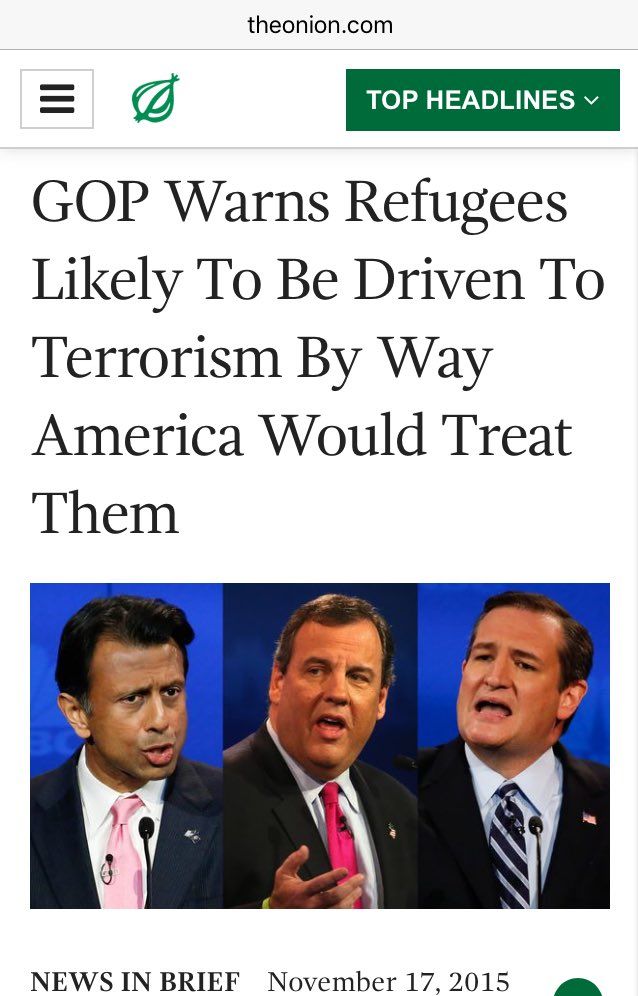 theonion.com
TOP HEADLINES
GOP Warns Refugees
Likely To Be Driven To
Terrorism By Way
America Would Treat
Them
NEWS IN BRIEF November 17, 2015